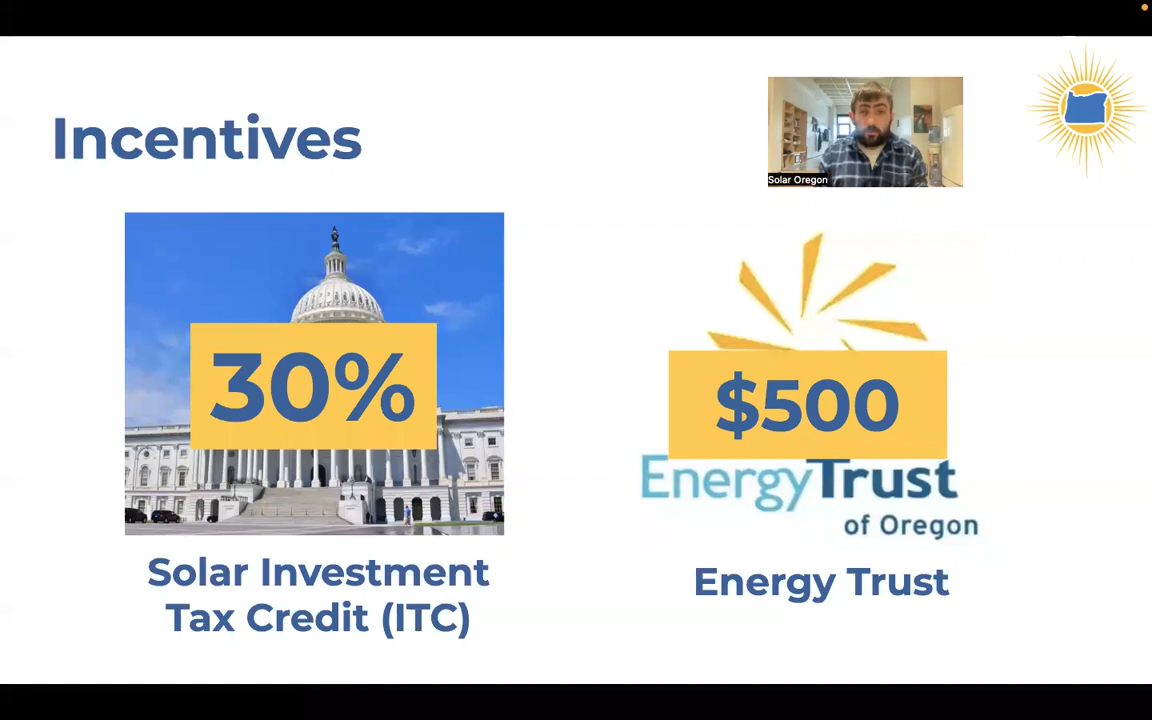 Incentives
Solar Oregon
30%
Solar Investment
Tax Credit (ITC)
$500
EnergyTrust
of Oregon
Energy Trust